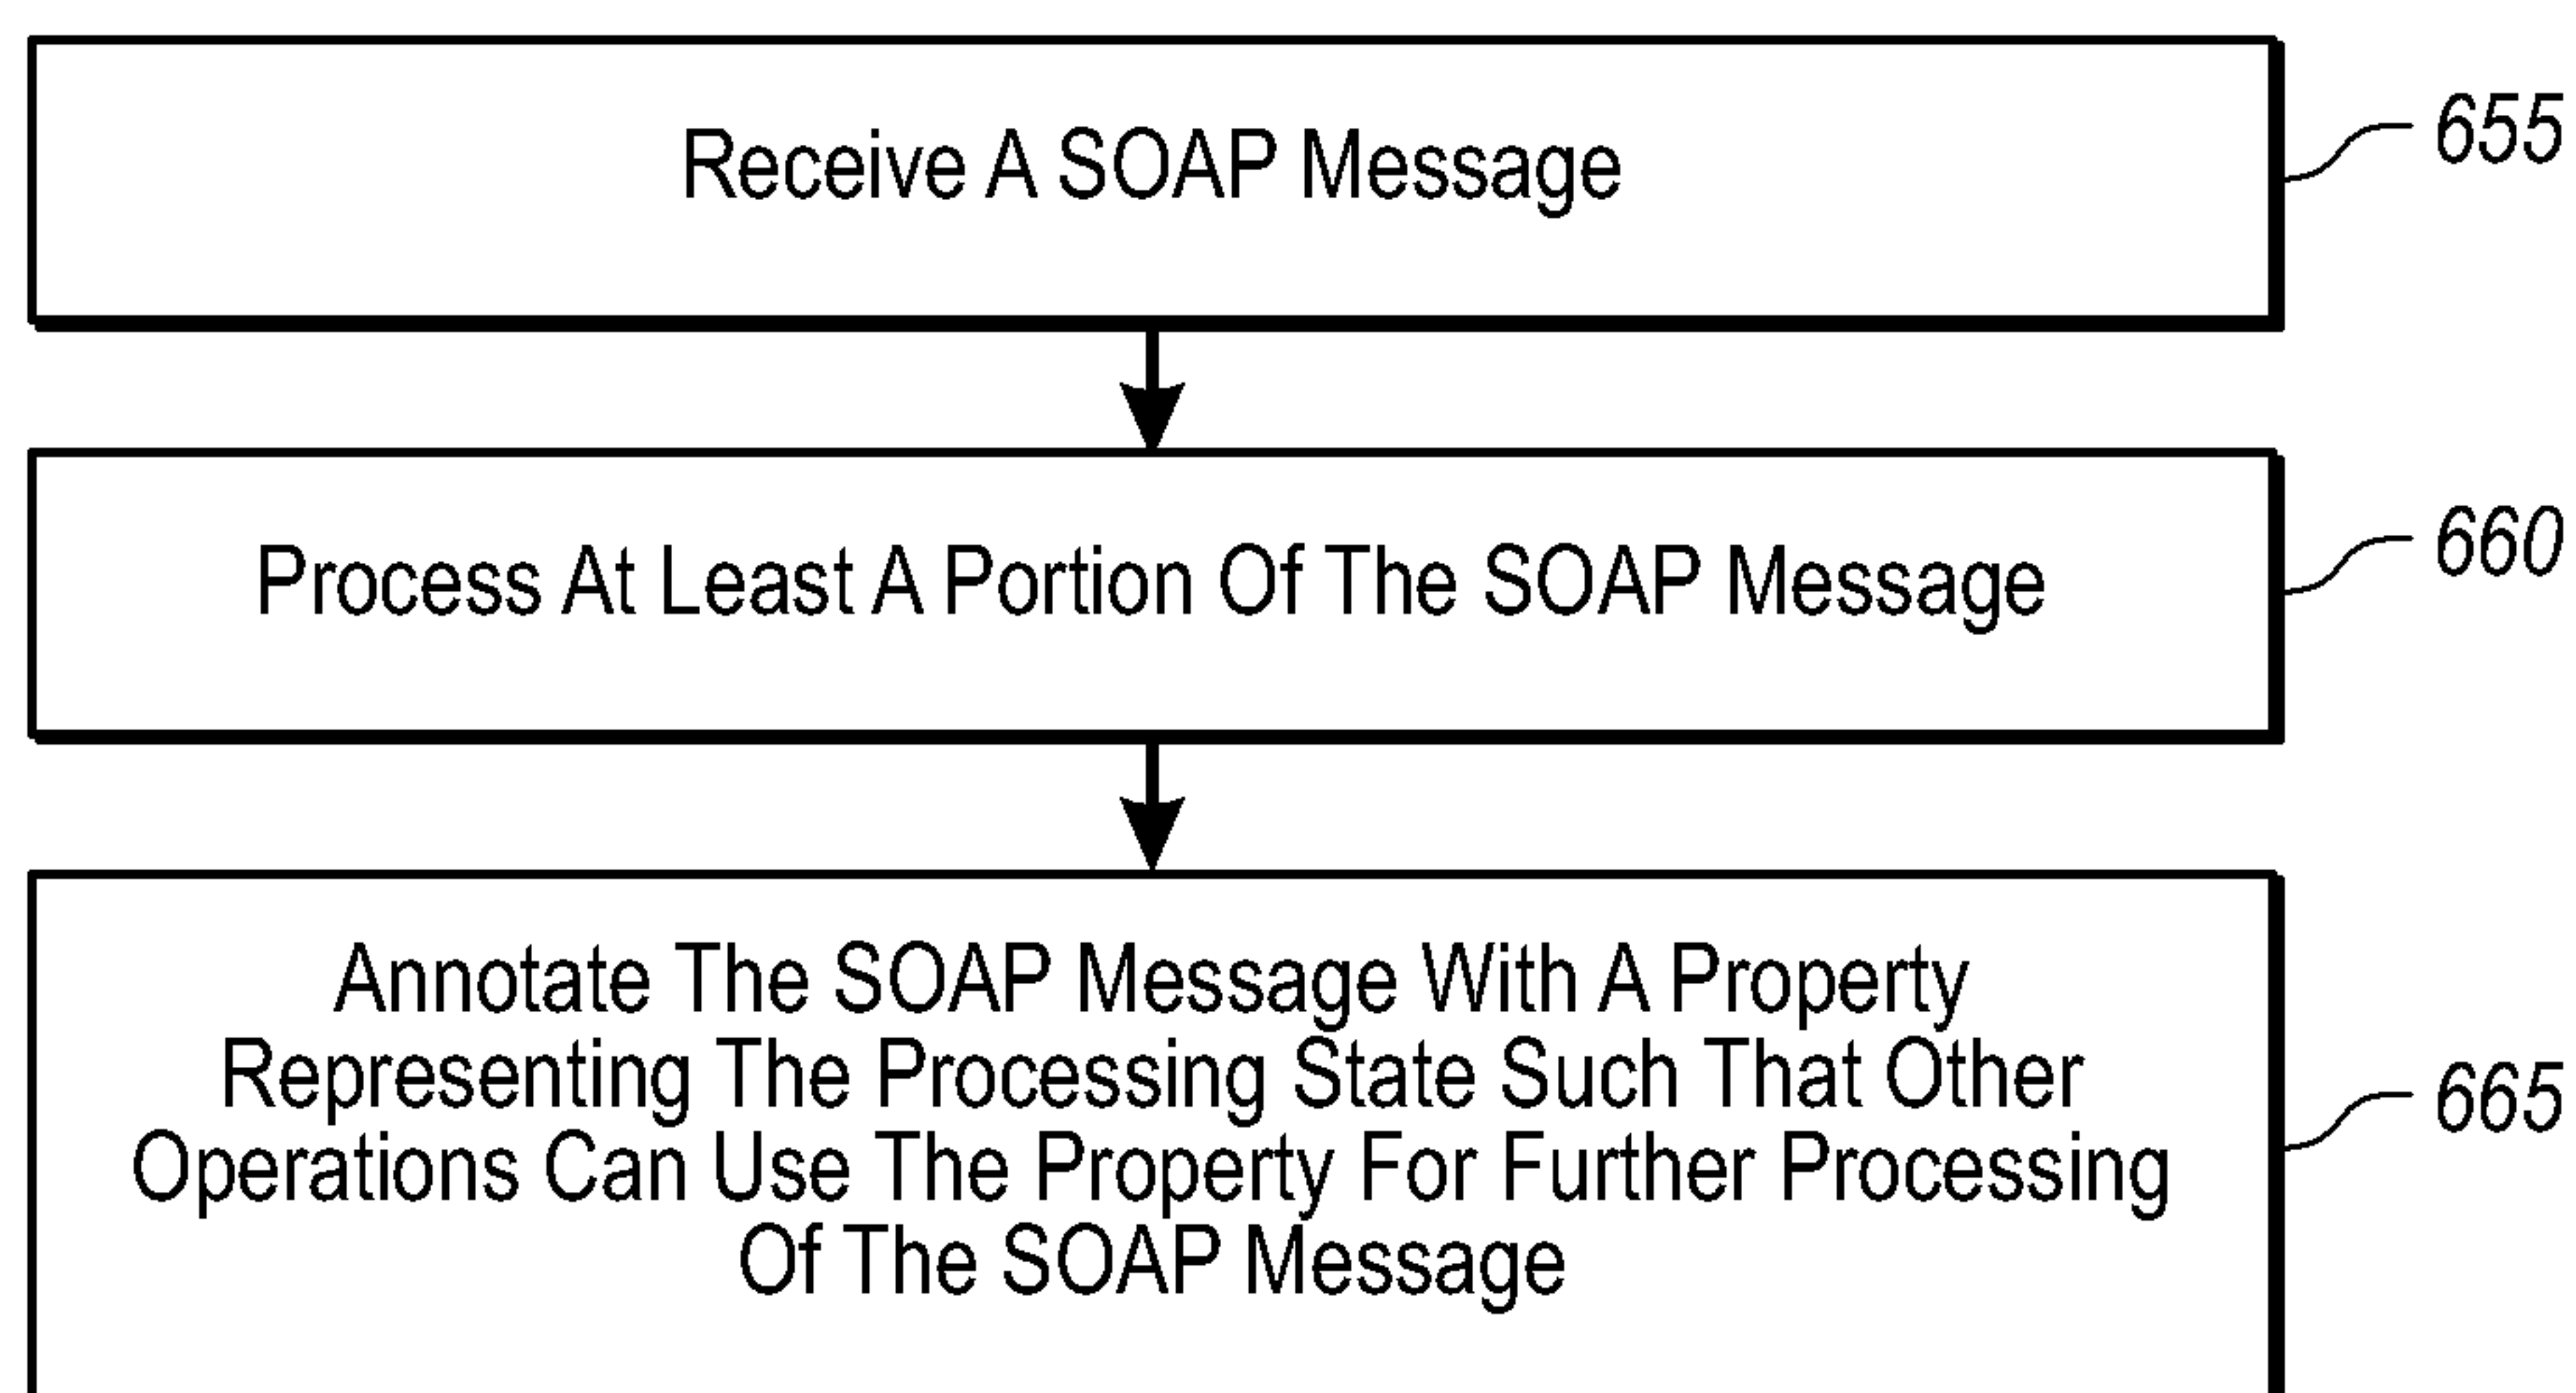 Receive A SOAP Message
655
Process At Least A Portion Of The SOAP Message
660
Annotate The SOAP Message With A Property
Representing The Processing State Such That Other
Operations Can Use The Property For Further Processing
Of The SOAP Message
665